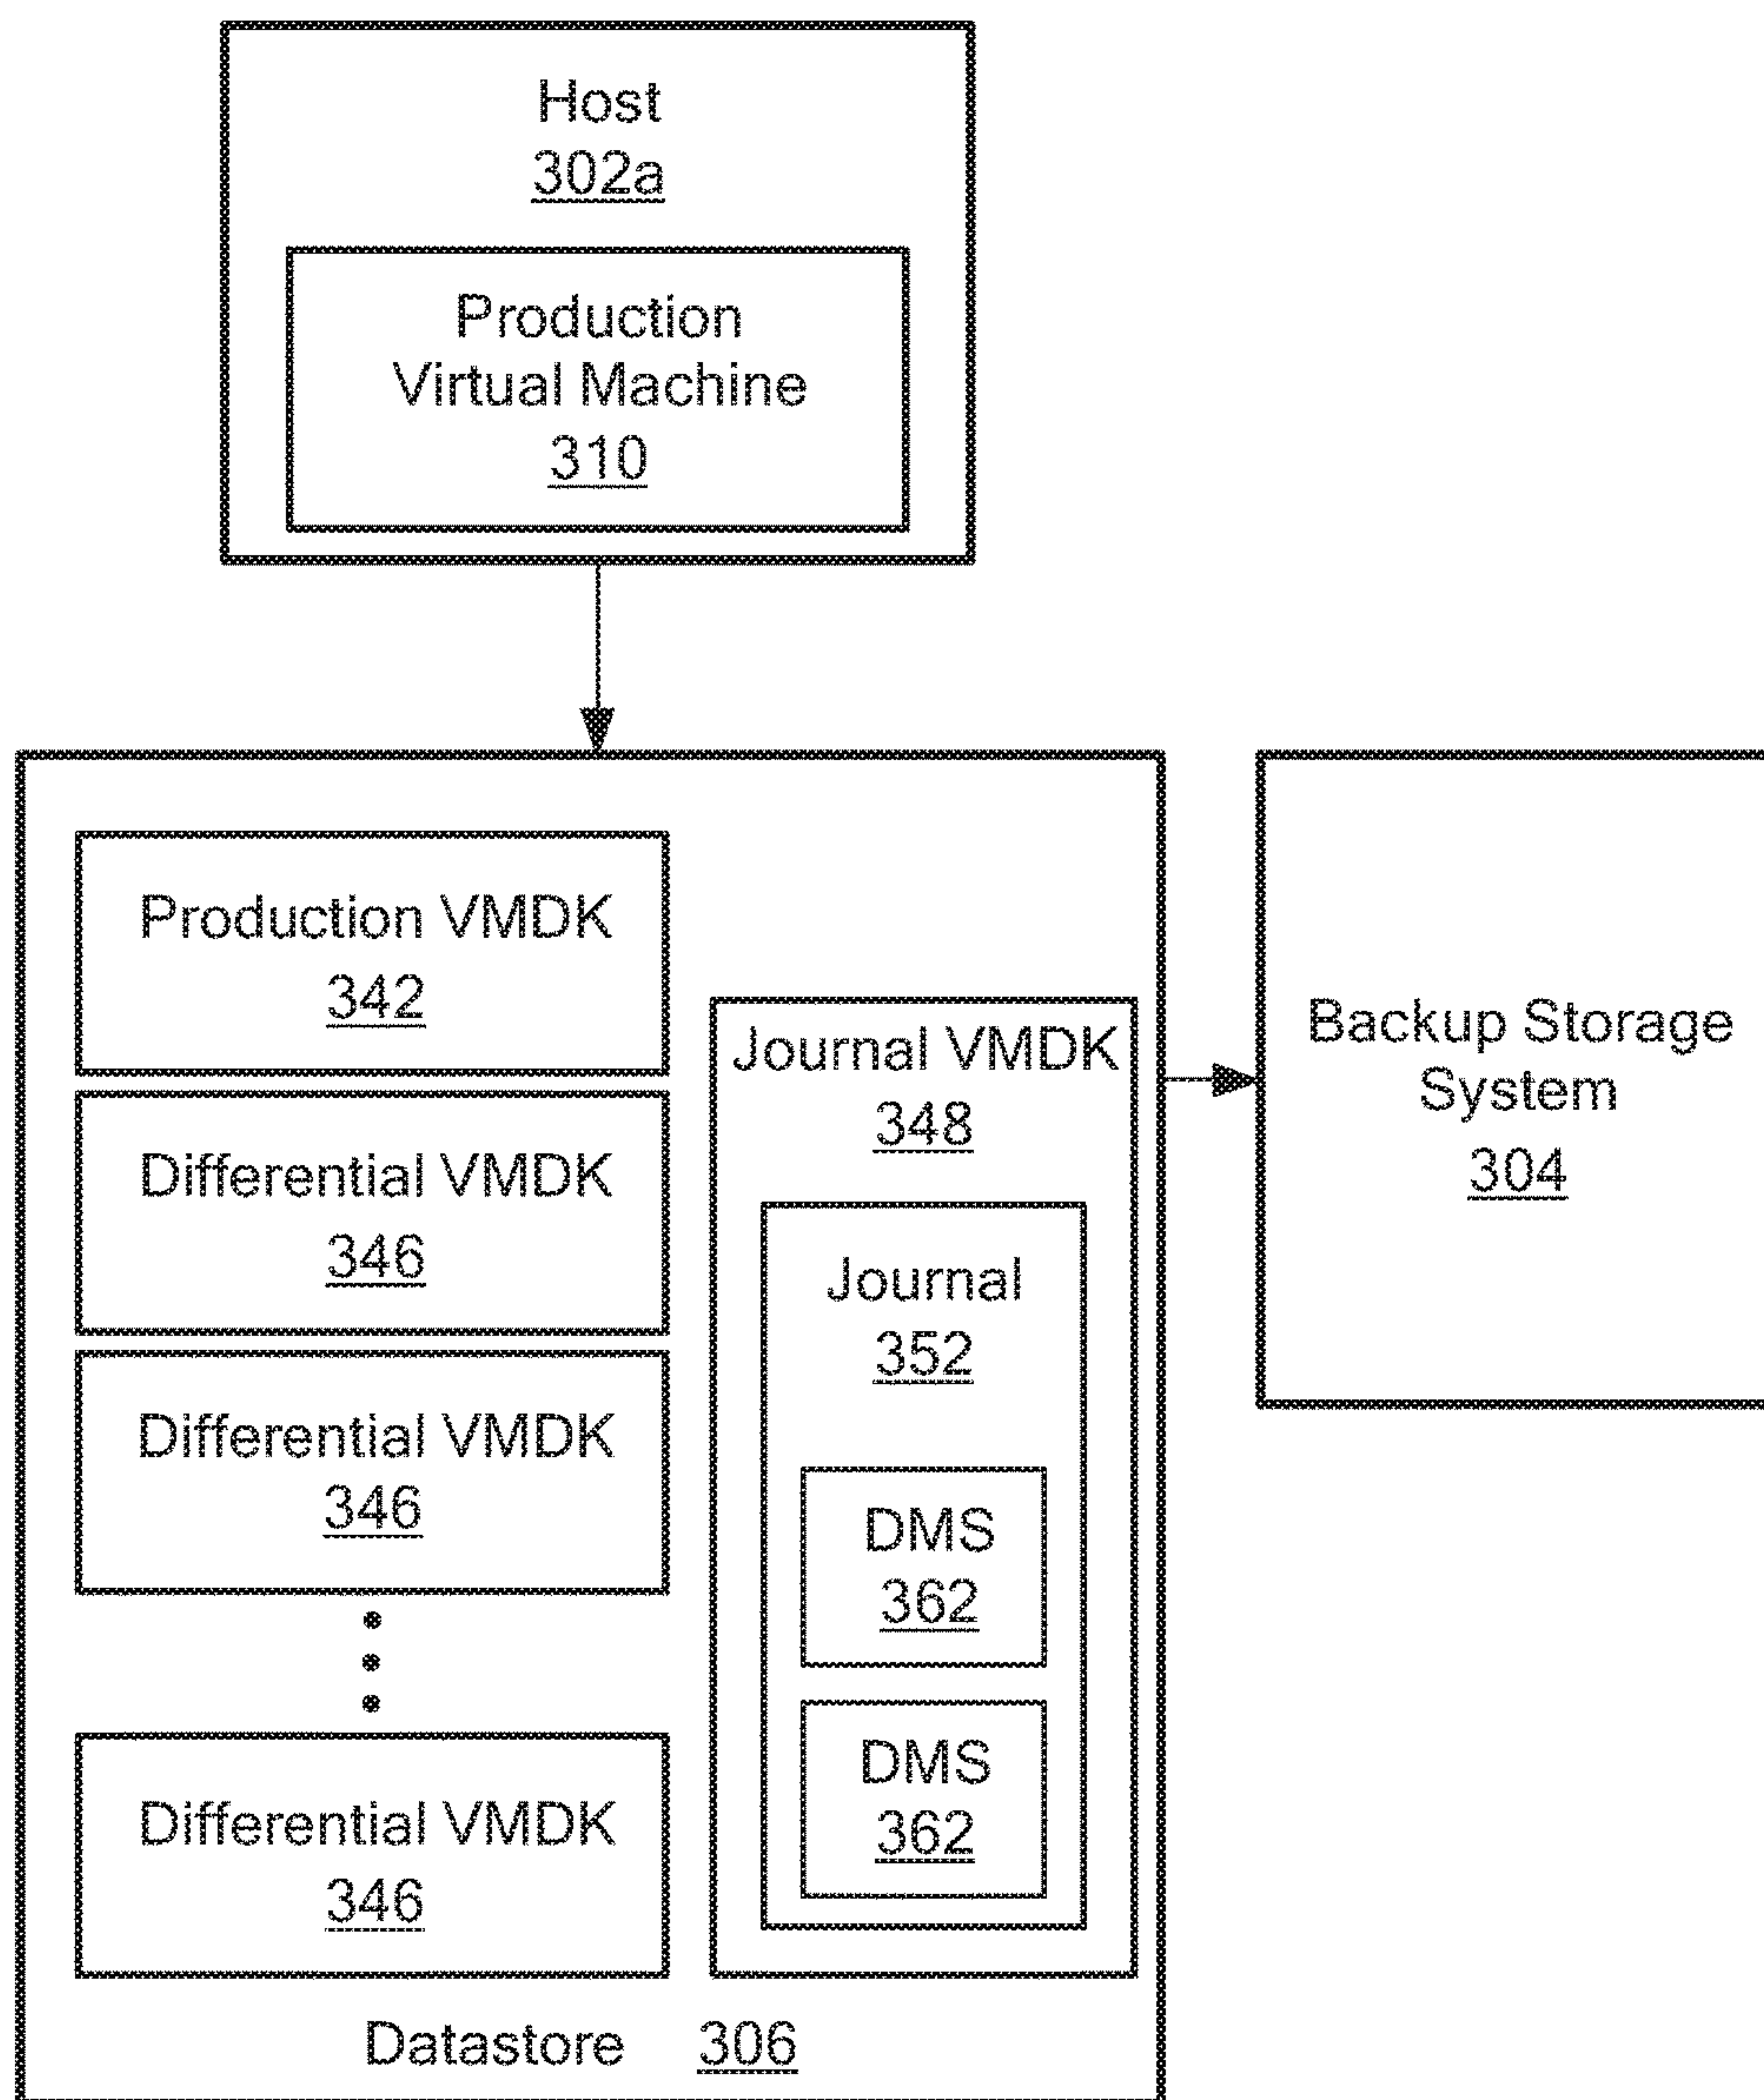 Host
302a
Production
Virtual Machine
310
Production VMDK
342
Differential VMDK
346
Differential VMDK
346
Differential VMDK
346
Journal VMDK
348
Journal
352
DMS
362
DMS
362
Datastore 306
Backup Storage
System
304